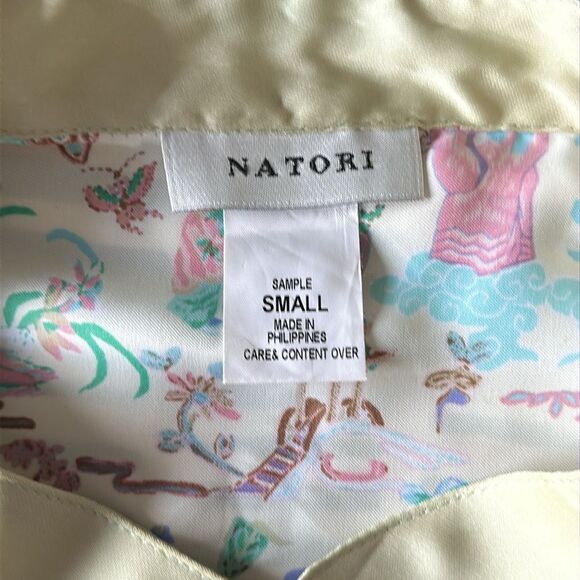 NATORI
SAMPLE
SMALL
MADE IN
PHILIPPINES
CARE& CONTENT OVER